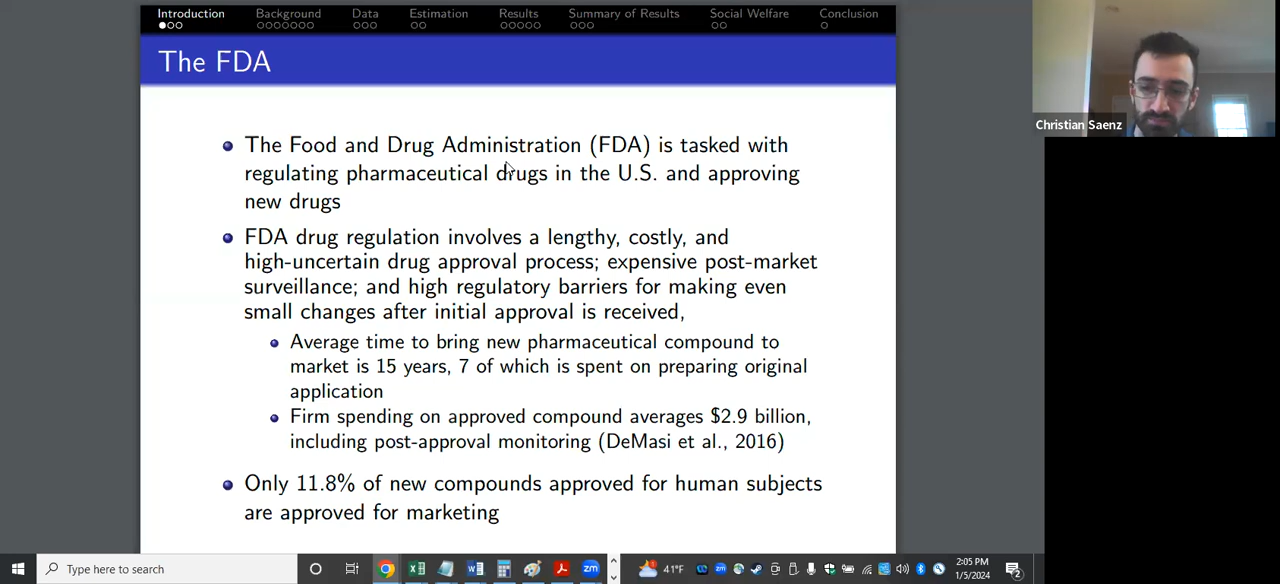 Introduction
Background
Data
Estimation
Results
Summary of Results
Social Welfare
Conclusion
The FDA
The Food and Drug Administration (FDA) is tasked with
regulating pharmaceutical drugs in the U.S. and approving
new drugs
FDA drug regulation involves a lengthy, costly, and
high-uncertain drug approval process; expensive post-market
surveillance; and high regulatory barriers for making even
small changes after initial approval is received,
Average time to bring new pharmaceutical compound to
market is 15 years, 7 of which is spent on preparing original
application
Firm spending on approved compound averages $2.9 billion,
including post-approval monitoring (DeMasi et al., 2016)
Only 11.8% of new compounds approved for human subjects
are approved for marketing
Christian Saenz
Type here to search
zm
41°F
zm
2:05 PM
1/5/2024
2